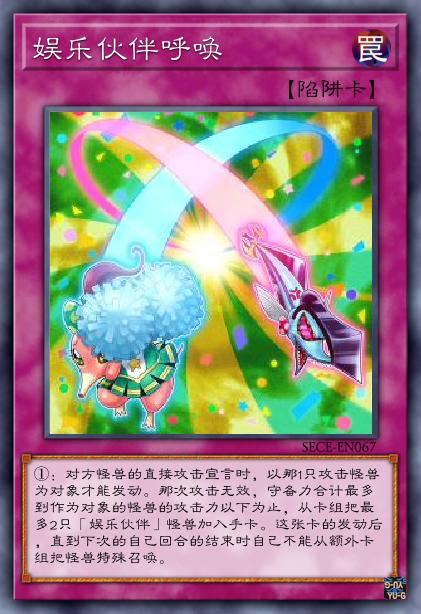 娱乐伙伴呼唤
罠
【陷阱卡】
SECE-EN067
①：对方怪兽的直接攻击宣言时，以那1只攻击怪兽
为对象才能发动。那次攻击无效，守备力合计最多
到作为对象的怪兽的攻击力以下为止，从卡组把最
多2只「娱乐伙伴」怪兽加入手卡。这张卡的发动后
，直到下次的自己回合的结束时自己不能从额外卡
组把怪兽特殊召唤。